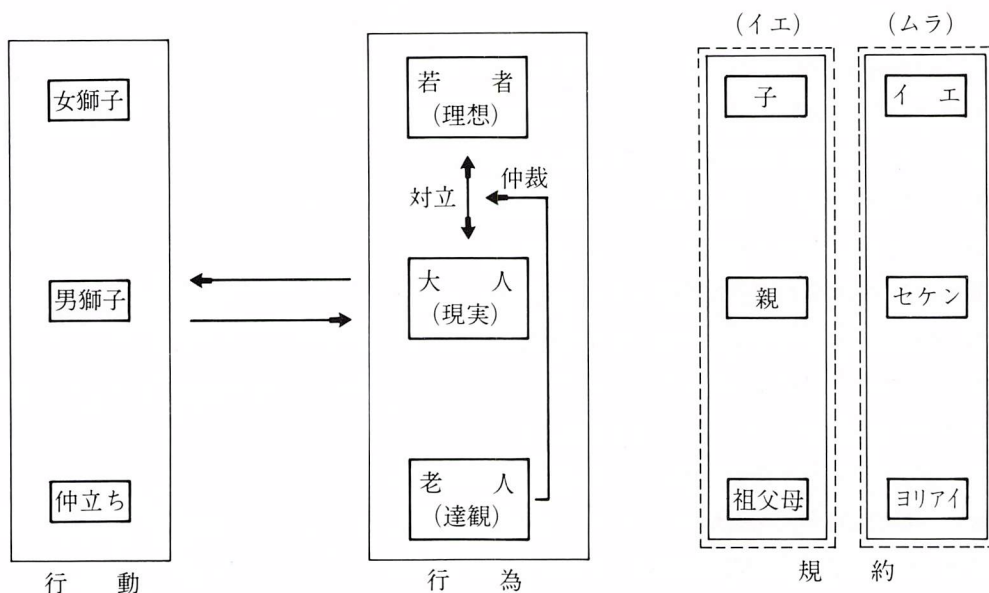 女獅子
男獅子
仲立ち
行動
若者
(理想)
対立
仲裁
大人
(現実)
老人
(達観)
行為
(イエ)
子
親
祖父母
(ムラ)
イエ
セケン
ヨリアイ
規約